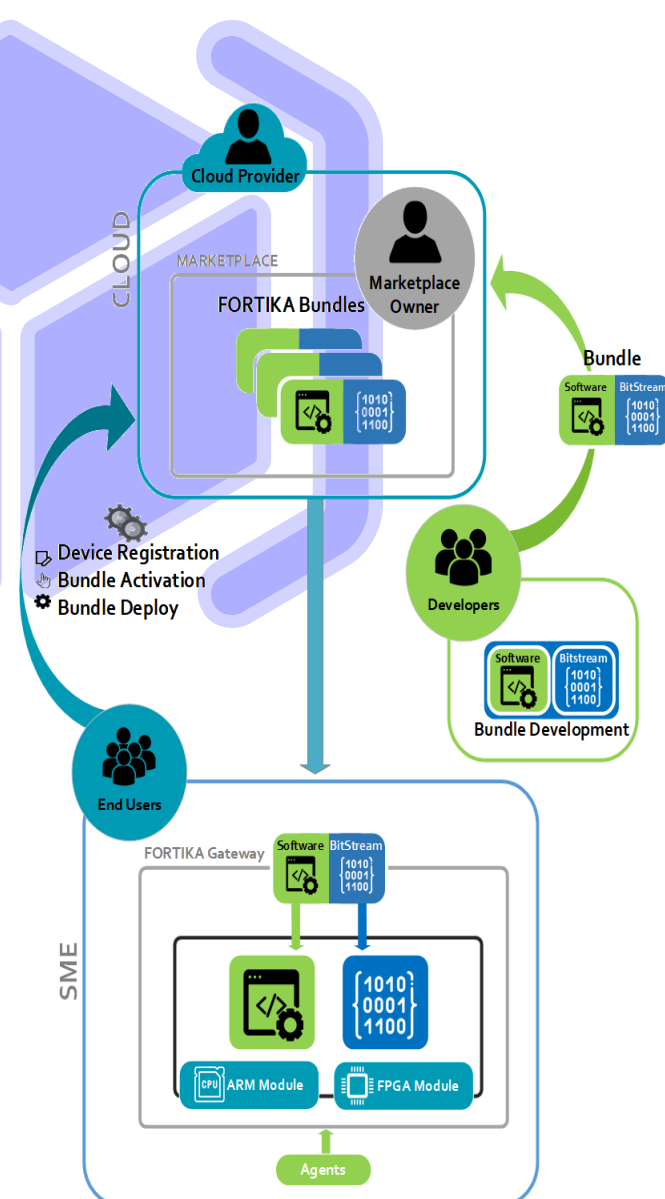 Cloud Provider
CLOUD
MARKETPLACE
Marketplace
Owner
FORTIKA Bundles
</>
{1010
0001
1100}
Bundle
Software
BitStream
</>
{1010
0001
1100}
Device Registration
Bundle Activation
Bundle Deploy
Developers
Software
Bitstream
</>
{1010
0001
1100}
Bundle Development
End Users
SME
FORTIKA Gateway
Software
BitStream
</>
{1010
0001
1100}
</>
{1010
0001
1100}
CPU
ARM Module
FPGA Module
Agents